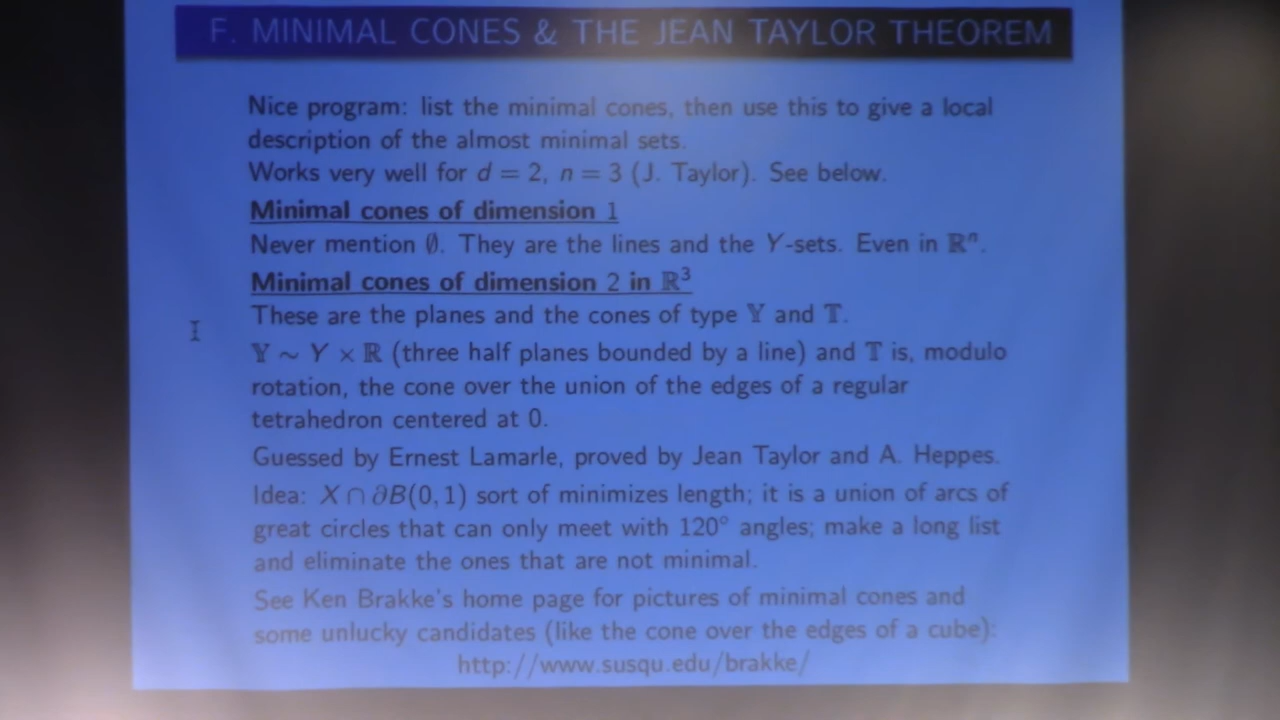 F. MINIMAL CONES & THE JEAN TAYLOR THEOREM
Nice program: list the minimal cones, then use this to give a local
description of the almost minimal sets.
Works very well for d = 2, n = 3 (J. Taylor). See below.
Minimal cones of dimension 1
Never mention ∅. They are the lines and the Y-sets. Even in ℝⁿ.
Minimal cones of dimension 2 in ℝ³
These are the planes and the cones of type 𝕐 and 𝕋.
𝕐 ∼ Y × ℝ (three half planes bounded by a line) and 𝕋 is, modulo
rotation, the cone over the union of the edges of a regular
tetrahedron centered at 0.
Guessed by Ernest Lamarle, proved by Jean Taylor and A. Heppes.
Idea: X ∩ ∂B(0, 1) sort of minimizes length; it is a union of arcs of
great circles that can only meet with 120° angles; make a long list
and eliminate the ones that are not minimal.
See Ken Brakke's home page for pictures of minimal cones and
some unlucky candidates (like the cone over the edges of a cube):
http://www.susqu.edu/brakke/